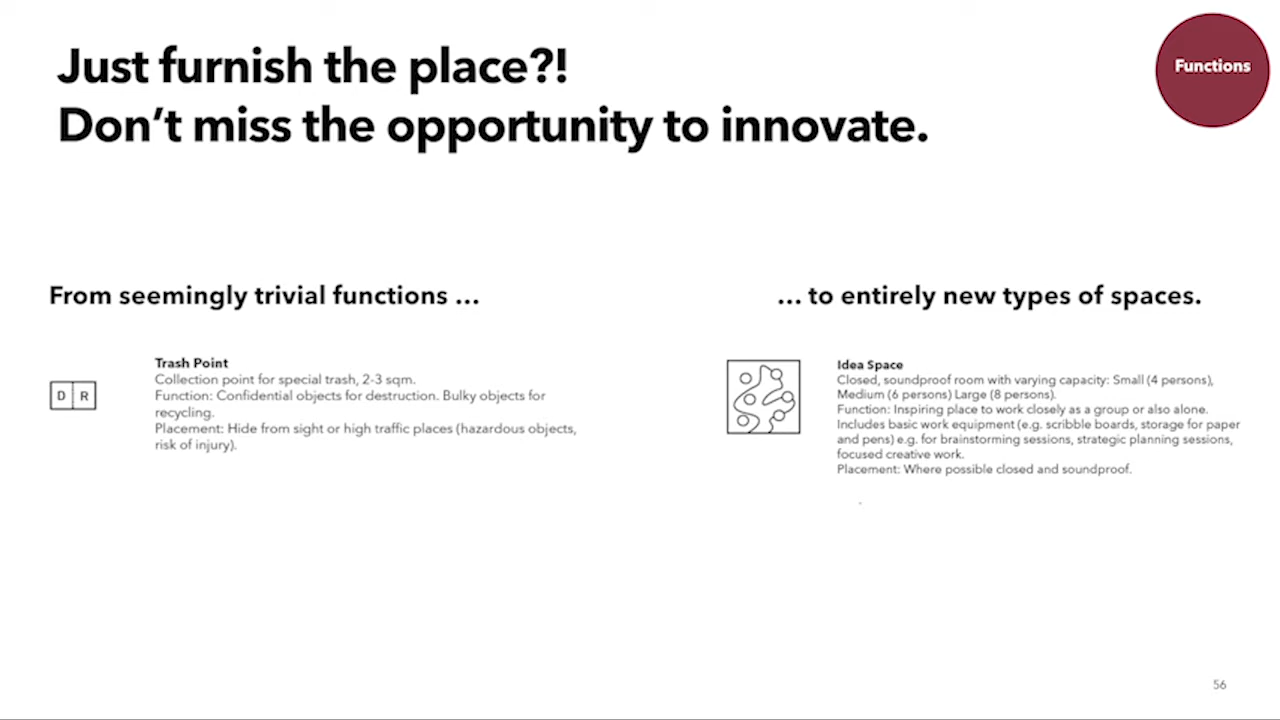 Just furnish the place?!
Don’t miss the opportunity to innovate.
Functions
From seemingly trivial functions ...
D R
Trash Point
Collection point for special trash, 2-3 sqm.
Function: Confidential objects for destruction. Bulky objects for
recycling.
Placement: Hide from sight or high traffic places (hazardous objects,
risk of injury).
... to entirely new types of spaces.
Idea Space
Closed, soundproof room with varying capacity: Small (4 persons),
Medium (6 persons) Large (8 persons).
Function: Inspiring place to work closely as a group or also alone.
Includes basic work equipment (e.g. scribble boards, storage for paper
and pens) e.g. for brainstorming sessions, strategic planning sessions,
focused creative work.
Placement: Where possible closed and soundproof.
56